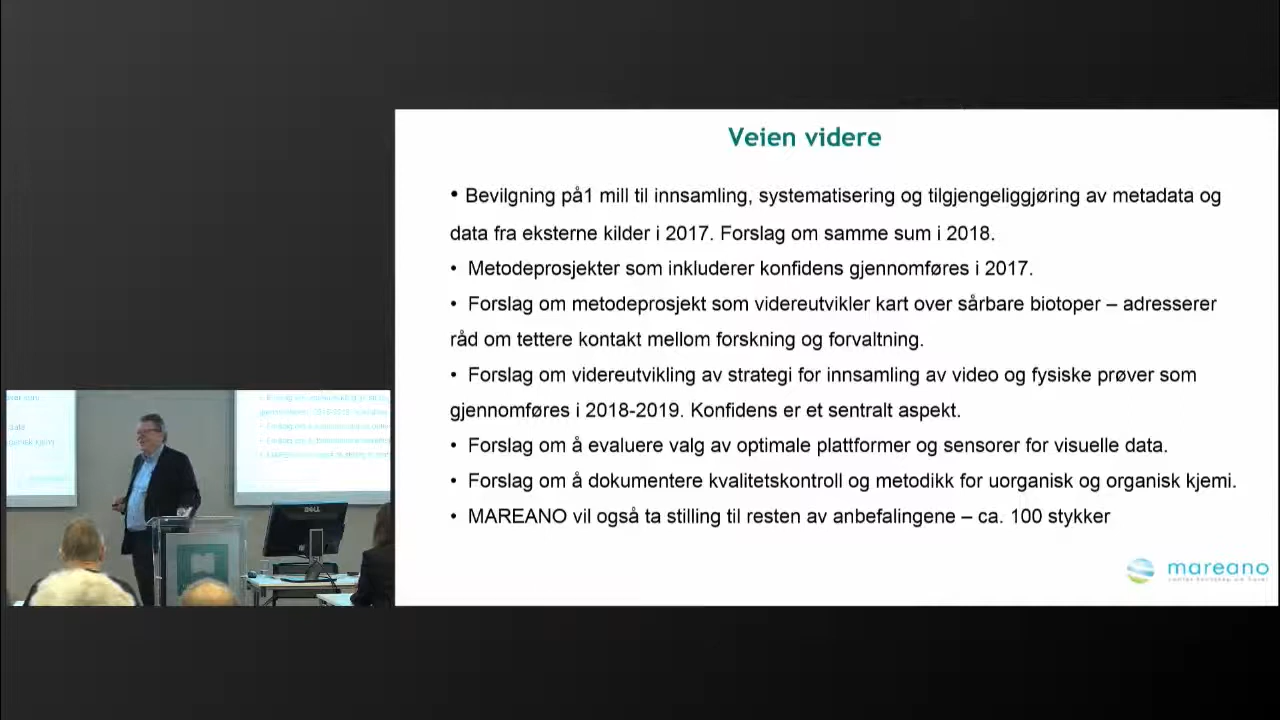 Veien videre
• Bevilgning på1 mill til innsamling, systematisering og tilgjengeliggjøring av metadata og
data fra eksterne kilder i 2017. Forslag om samme sum i 2018.
• Metodeprosjekter som inkluderer konfidens gjennomføres i 2017.
• Forslag om metodeprosjekt som videreutvikler kart over sårbare biotoper – adresserer
råd om tettere kontakt mellom forskning og forvaltning.
• Forslag om videreutvikling av strategi for innsamling av video og fysiske prøver som
gjennomføres i 2018-2019. Konfidens er et sentralt aspekt.
• Forslag om å evaluere valg av optimale plattformer og sensorer for visuelle data.
• Forslag om å dokumentere kvalitetskontroll og metodikk for uorganisk og organisk kjemi.
• MAREANO vil også ta stilling til resten av anbefalingene – ca. 100 stykker
mareano
DELL